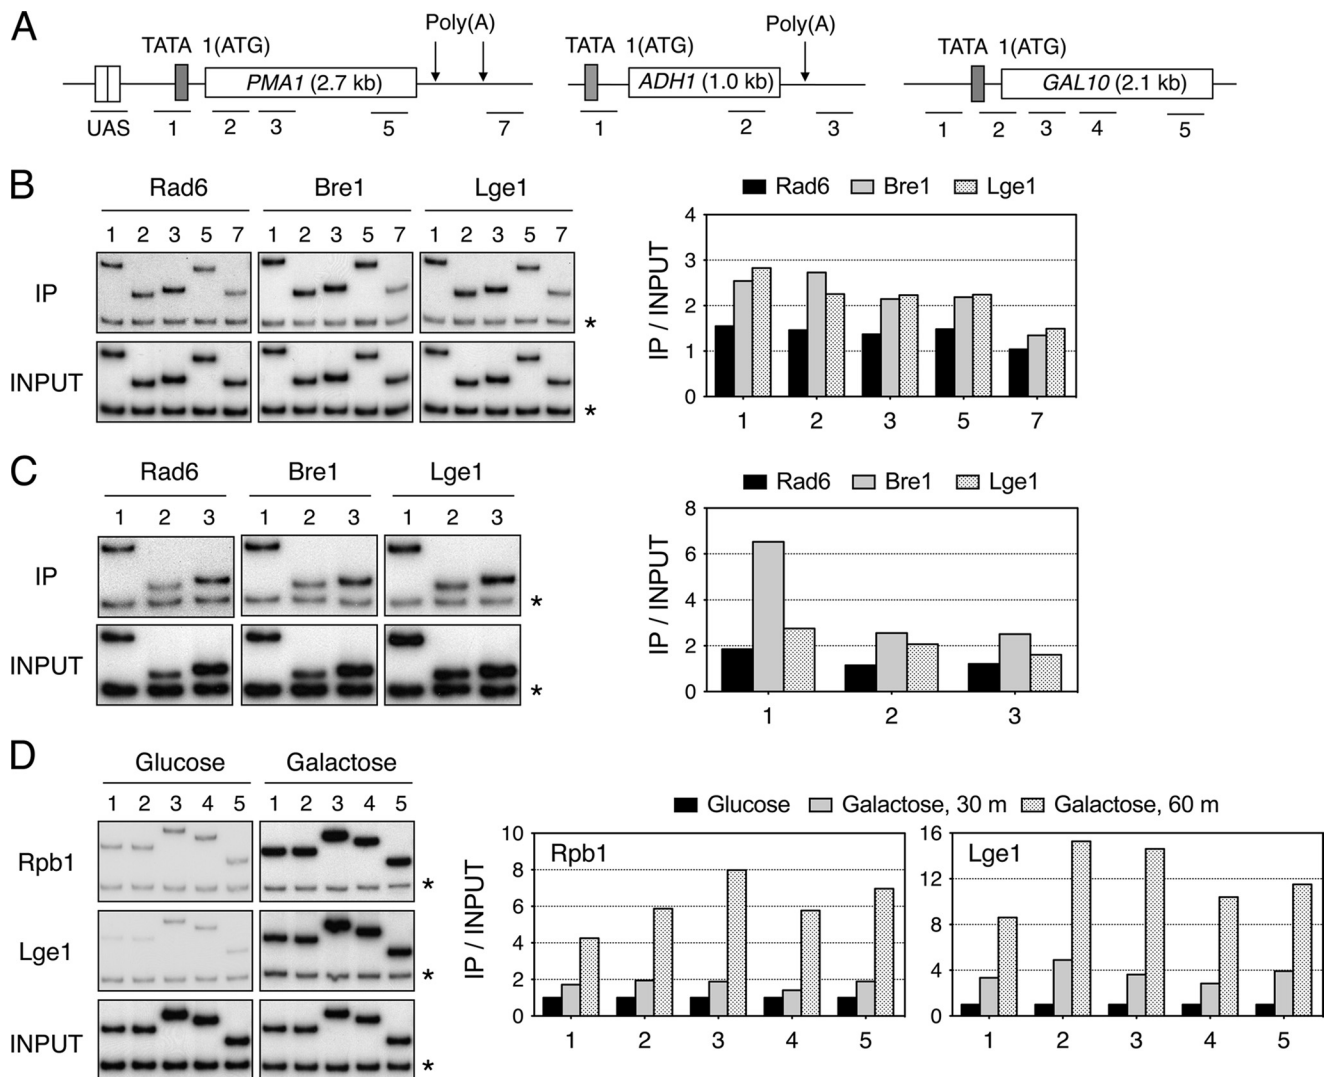 A
Poly(A)
Poly(A)
TATA 1(ATG)
TATA 1(ATG)
TATA 1(ATG)
PMA1 (2.7 kb)
ADH1 (1.0 kb)
GAL10 (2.1 kb)
UAS 1 2 3 5 7
1 2 3
1 2 3 4 5
B
Rad6 Bre1 Lge1
1 2 3 5 7 1 2 3 5 7 1 2 3 5 7
IP
*
INPUT
*
Rad6 Bre1 Lge1
IP / INPUT
4
3
2
1
0
1 2 3 5 7
C
Rad6 Bre1 Lge1
1 2 3 1 2 3 1 2 3
IP
*
INPUT
*
Rad6 Bre1 Lge1
IP / INPUT
8
6
4
2
0
1 2 3
D
Glucose Galactose
1 2 3 4 5 1 2 3 4 5
Rpb1
*
Lge1
*
INPUT
*
Glucose Galactose, 30 m Galactose, 60 m
IP / INPUT
Rpb1
10
8
6
4
2
0
1 2 3 4 5
Lge1
16
12
8
4
0
1 2 3 4 5